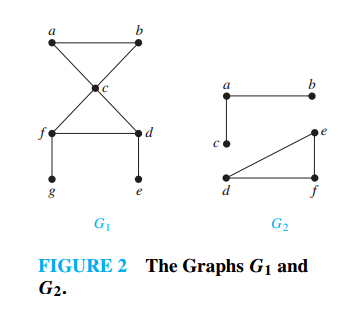 a b
c
f d
g e
G1
a b
c e
d f
G2
FIGURE 2 The Graphs G1 and
G2.